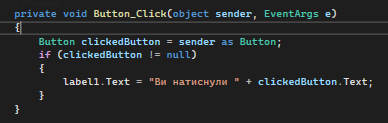 private void Button_Click(object sender, EventArgs e)
{
Button clickedButton = sender as Button;
if (clickedButton != null)
{
label1.Text = "Ви натиснули " + clickedButton.Text;
}
}